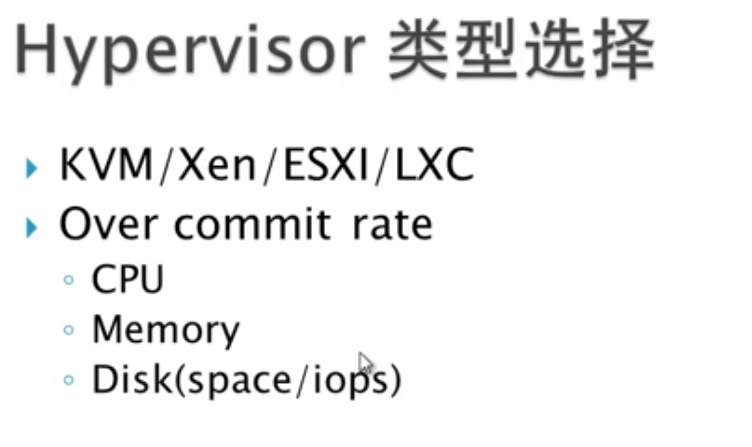 Hypervisor 类型选择
KVM/Xen/ESXI/LXC
Over commit rate
CPU
Memory
Disk(space/iops)